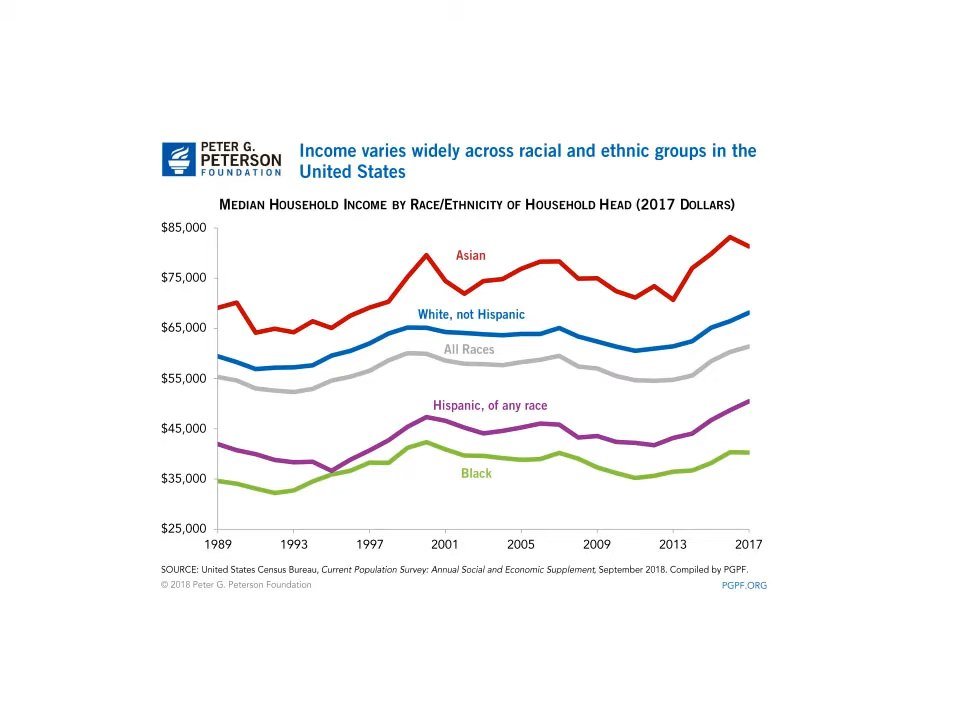 PETER G.
PETERSON
FOUNDATION
Income varies widely across racial and ethnic groups in the
United States
MEDIAN HOUSEHOLD INCOME BY RACE/ETHNICITY OF HOUSEHOLD HEAD (2017 DOLLARS)
$85,000
Asian
$75,000
White, not Hispanic
$65,000
All Races
$55,000
Hispanic, of any race
$45,000
Black
$35,000
$25,000
1989 1993 1997 2001 2005 2009 2013 2017
SOURCE: United States Census Bureau, Current Population Survey: Annual Social and Economic Supplement, September 2018. Compiled by PGPF.
© 2018 Peter G. Peterson Foundation PGPF.ORG